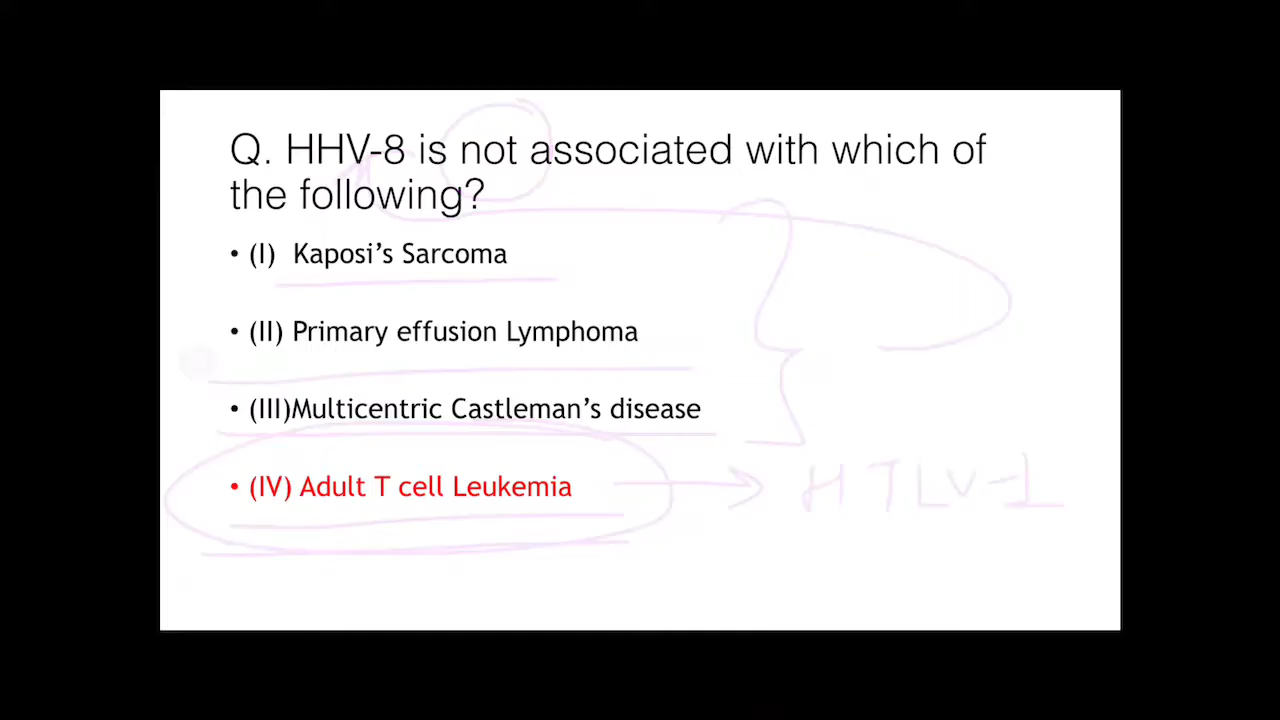 Q. HHV-8 is not associated with which of
the following?
• (I) Kaposi’s Sarcoma
• (II) Primary effusion Lymphoma
• (III)Multicentric Castleman’s disease
• (IV) Adult T cell Leukemia
HTLV-1